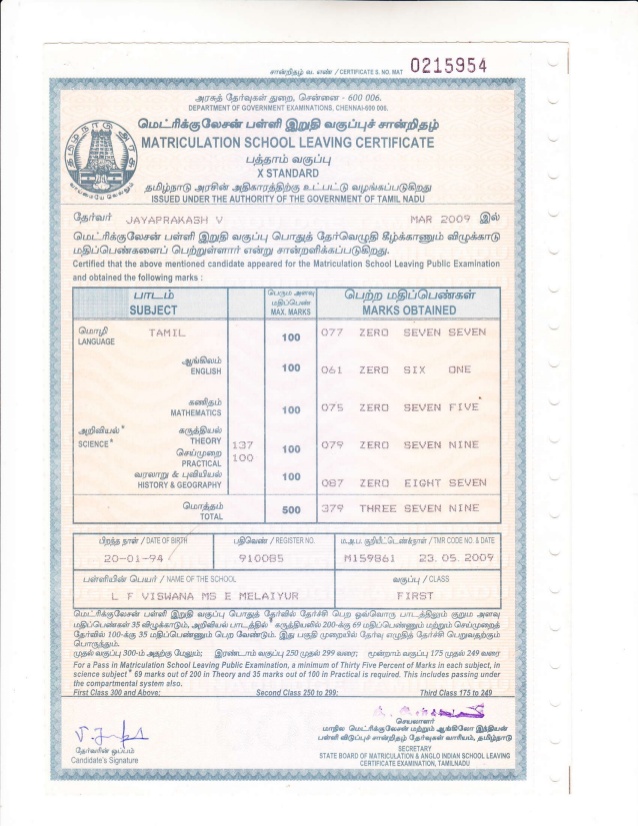 சான்றிதழ் வ. எண் / CERTIFICATE S. NO. MAT 0215954
அரசுத் தேர்வுகள் துறை, சென்னை - 600 006.
DEPARTMENT OF GOVERNMENT EXAMINATIONS, CHENNAI-600 006.
மெட்ரிக்குலேசன் பள்ளி இறுதி வகுப்புச் சான்றிதழ்
MATRICULATION SCHOOL LEAVING CERTIFICATE
பத்தாம் வகுப்பு
X STANDARD
தமிழ்நாடு அரசின் அதிகாரத்திற்கு உட்பட்டு வழங்கப்படுகிறது
ISSUED UNDER THE AUTHORITY OF THE GOVERNMENT OF TAMIL NADU
தேர்வர் JAYAPRAKASH V MAR 2009 இல்
மெட்ரிக்குலேசன் பள்ளி இறுதி வகுப்பு பொதுத் தேர்வெழுதி கீழ்க்காணும் விழுக்காடு
மதிப்பெண்களைப் பெற்றுள்ளார் என்று சான்றளிக்கப்படுகிறது.
Certified that the above mentioned candidate appeared for the Matriculation School Leaving Public Examination
and obtained the following marks :
பாடம் பெரும அளவு பெற்ற மதிப்பெண்கள்
மதிப்பெண்
SUBJECT MAX. MARKS MARKS OBTAINED
மொழி TAMIL 100 077 ZERO SEVEN SEVEN
LANGUAGE
ஆங்கிலம்
ENGLISH 100 061 ZERO SIX ONE
கணிதம்
MATHEMATICS 100 075 ZERO SEVEN FIVE
அறிவியல்* கருத்தியல்
SCIENCE* THEORY 137 100 079 ZERO SEVEN NINE
செய்முறை
PRACTICAL 100
வரலாறு & புவியியல்
HISTORY & GEOGRAPHY 100 087 ZERO EIGHT SEVEN
மொத்தம்
TOTAL 500 379 THREE SEVEN NINE
பிறந்த நாள் / DATE OF BIRTH பதிவெண் / REGISTER NO. ம.அ.ப. குறியீட்டெண்&நாள் / TMR CODE NO. & DATE
20-01-94 910085 M159861 23.05.2009
பள்ளியின் பெயர் / NAME OF THE SCHOOL வகுப்பு / CLASS
L F VISWANA MS E MELAIYUR FIRST
மெட்ரிக்குலேசன் பள்ளி இறுதி வகுப்பு பொதுத் தேர்வில் தேர்ச்சி பெற ஒவ்வொரு பாடத்திலும் குறும அளவு
மதிப்பெண்கள் 35 விழுக்காடும், அறிவியல் பாடத்தில் * கருத்தியலில் 200-க்கு 69 மதிப்பெண்ணும் மற்றும் செய்முறைத்
தேர்வில் 100-க்கு 35 மதிப்பெண்ணும் பெற வேண்டும். இது பகுதி முறையில் தேர்வு எழுதித் தேர்ச்சி பெறுவதற்கும்
பொருந்தும்.
முதல் வகுப்பு 300-ம் அதற்கு மேலும்; இரண்டாம் வகுப்பு 250 முதல் 299 வரை; மூன்றாம் வகுப்பு 175 முதல் 249 வரை
For a Pass in Matriculation School Leaving Public Examination, a minimum of Thirty Five Percent of Marks in each subject, in
science subject * 69 marks out of 200 in Theory and 35 marks out of 100 in Practical is required. This includes passing under
the compartmental system also.
First Class 300 and Above; Second Class 250 to 299; Third Class 175 to 249
செயலாளர்
மாநில மெட்ரிக்குலேசன் மற்றும் ஆங்கிலோ இந்தியன்
பள்ளி விடுப்புச் சான்றிதழ் தேர்வுகள் வாரியம், தமிழ்நாடு
தேர்வரின் ஒப்பம்
Candidate's Signature
SECRETARY
STATE BOARD OF MATRICULATION & ANGLO INDIAN SCHOOL LEAVING
CERTIFICATE EXAMINATION, TAMILNADU